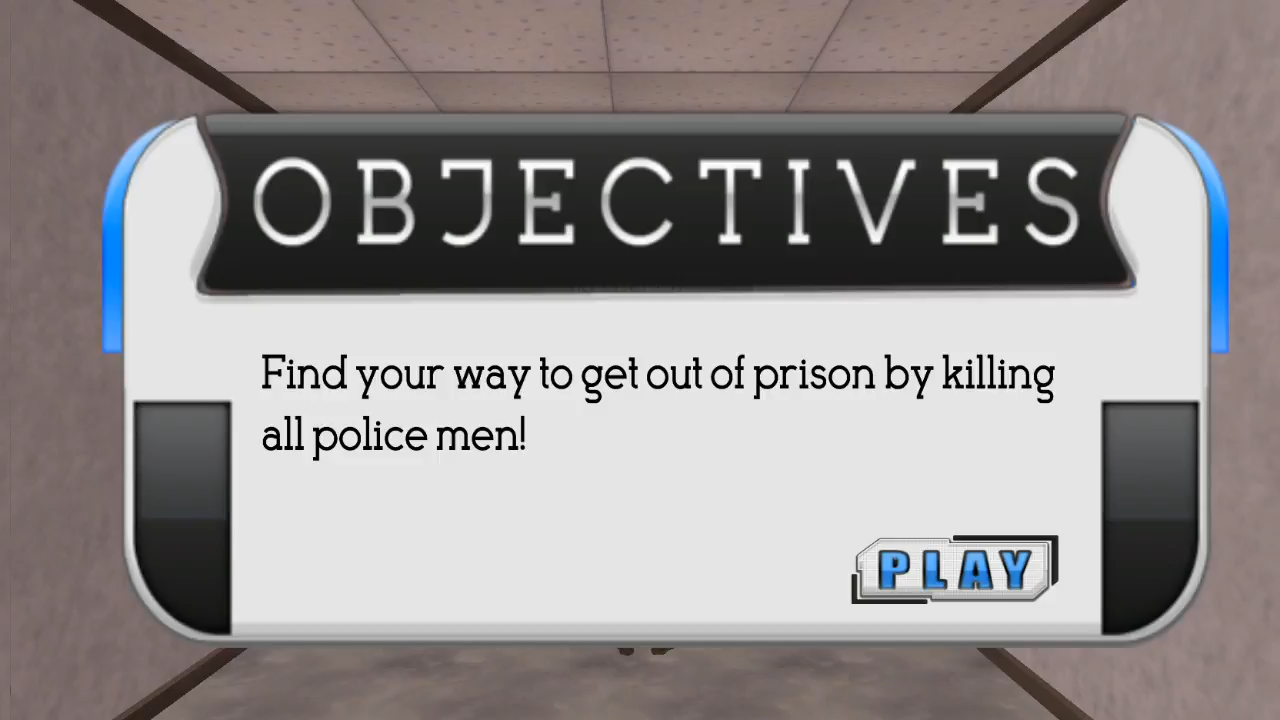 OBJECTIVES
Find your way to get out of prison by killing
all police men!
PLAY